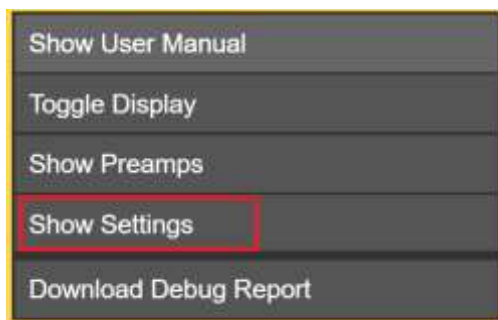 Show User Manual
Toggle Display
Show Preamps
Show Settings
Download Debug Report